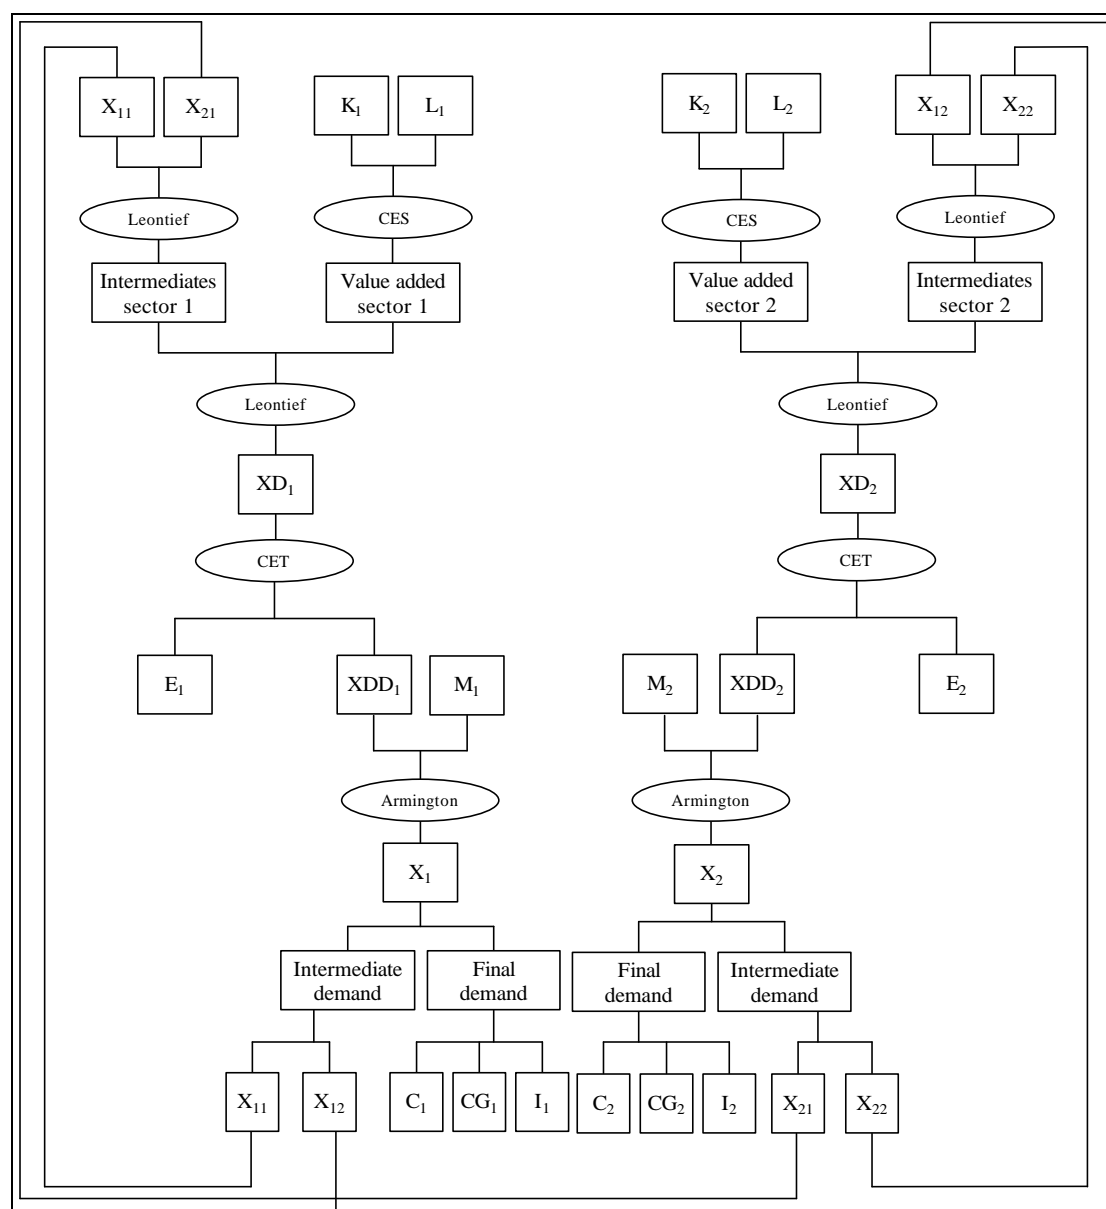 X₁₁ X₂₁ K₁ L₁ K₂ L₂ X₁₂ X₂₂
Leontief CES CES Leontief
Intermediates Value added Value added Intermediates
sector 1 sector 1 sector 2 sector 2
Leontief Leontief
XD₁ XD₂
CET CET
E₁ XDD₁ M₁ M₂ XDD₂ E₂
Armington Armington
X₁ X₂
Intermediate Final Final Intermediate
demand demand demand demand
X₁₁ X₁₂ C₁ CG₁ I₁ C₂ CG₂ I₂ X₂₁ X₂₂